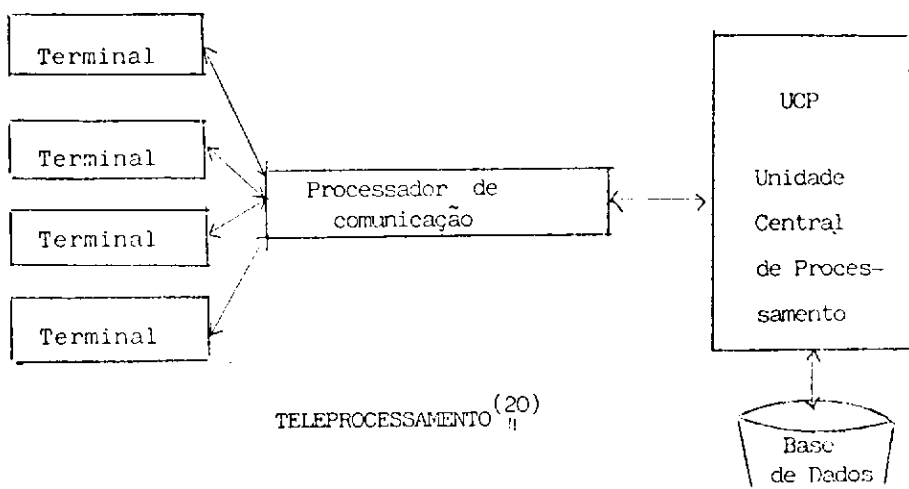 Terminal
Terminal
Terminal
Terminal
Processador de
comunicação
UCP
Unidade
Central
de Proces-
samento
Base
de Dados
TELEPROCESSAMENTO (20)
"